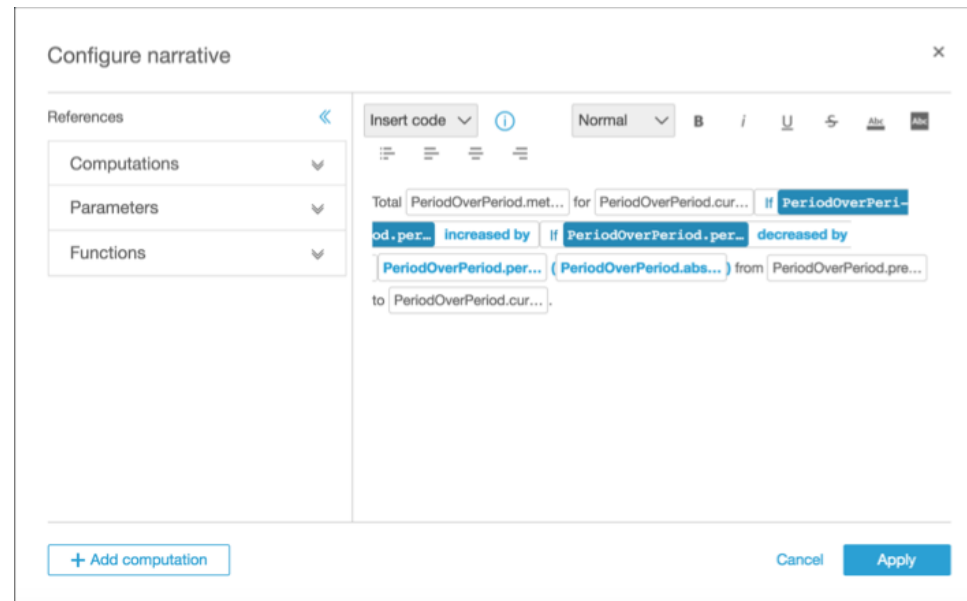 Configure narrative
References
Insert code
Normal
B i U S Abc Abc
Computations
Parameters
Functions
Total PeriodOverPeriod.met... for PeriodOverPeriod.cur... If PeriodOverPeri-
od.per… increased by If PeriodOverPeriod.per… decreased by
PeriodOverPeriod.per... ( PeriodOverPeriod.abs... ) from PeriodOverPeriod.pre...
to PeriodOverPeriod.cur... .
+ Add computation
Cancel
Apply